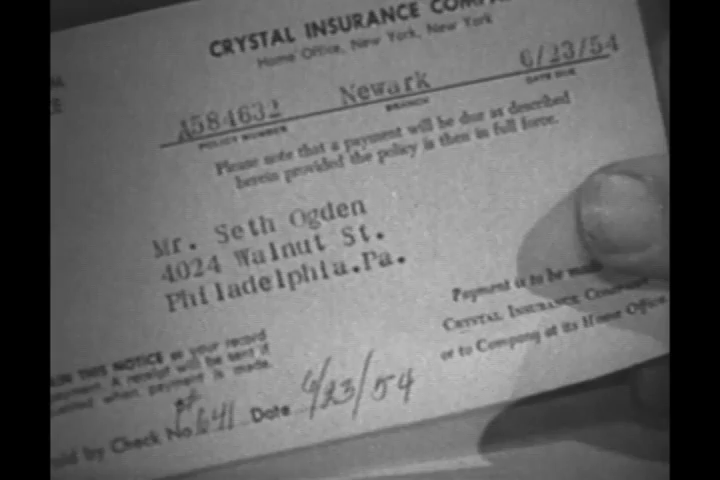 CRYSTAL INSURANCE COMPA
Home Office, New York, New York
A584632 Newark 6/23/54
POLICY NUMBER BRANCH DATE DUE
Please note that a payment will be due as described
herein provided the policy is then in full force.
Mr. Seth Ogden
4024 Walnut St.
Philadelphia.Pa.
Payment is to be made
CRYSTAL INSURANCE COMPANY
or to Company at its Home Office
THIS NOTICE as your record
A receipt will be sent if
when payment is made.
by Check No. 641 Date 6/23/54